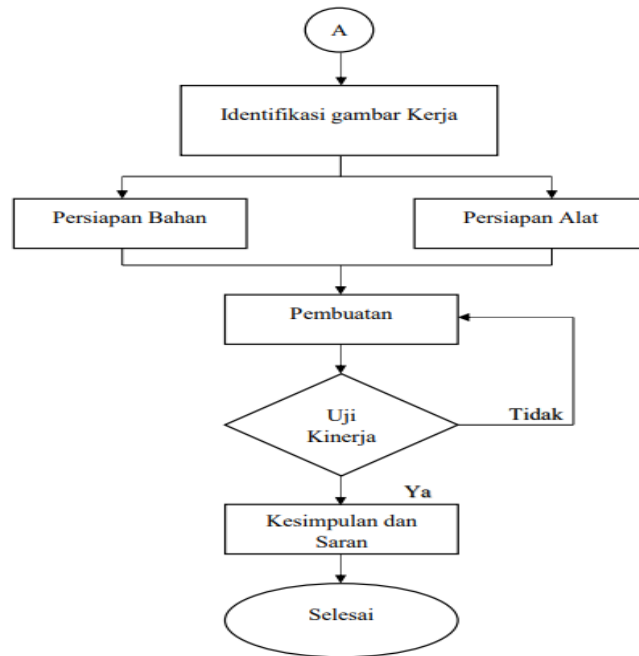 A
Identifikasi gambar Kerja
Persiapan Bahan
Persiapan Alat
Pembuatan
Uji
Kinerja
Tidak
Ya
Kesimpulan dan
Saran
Selesai